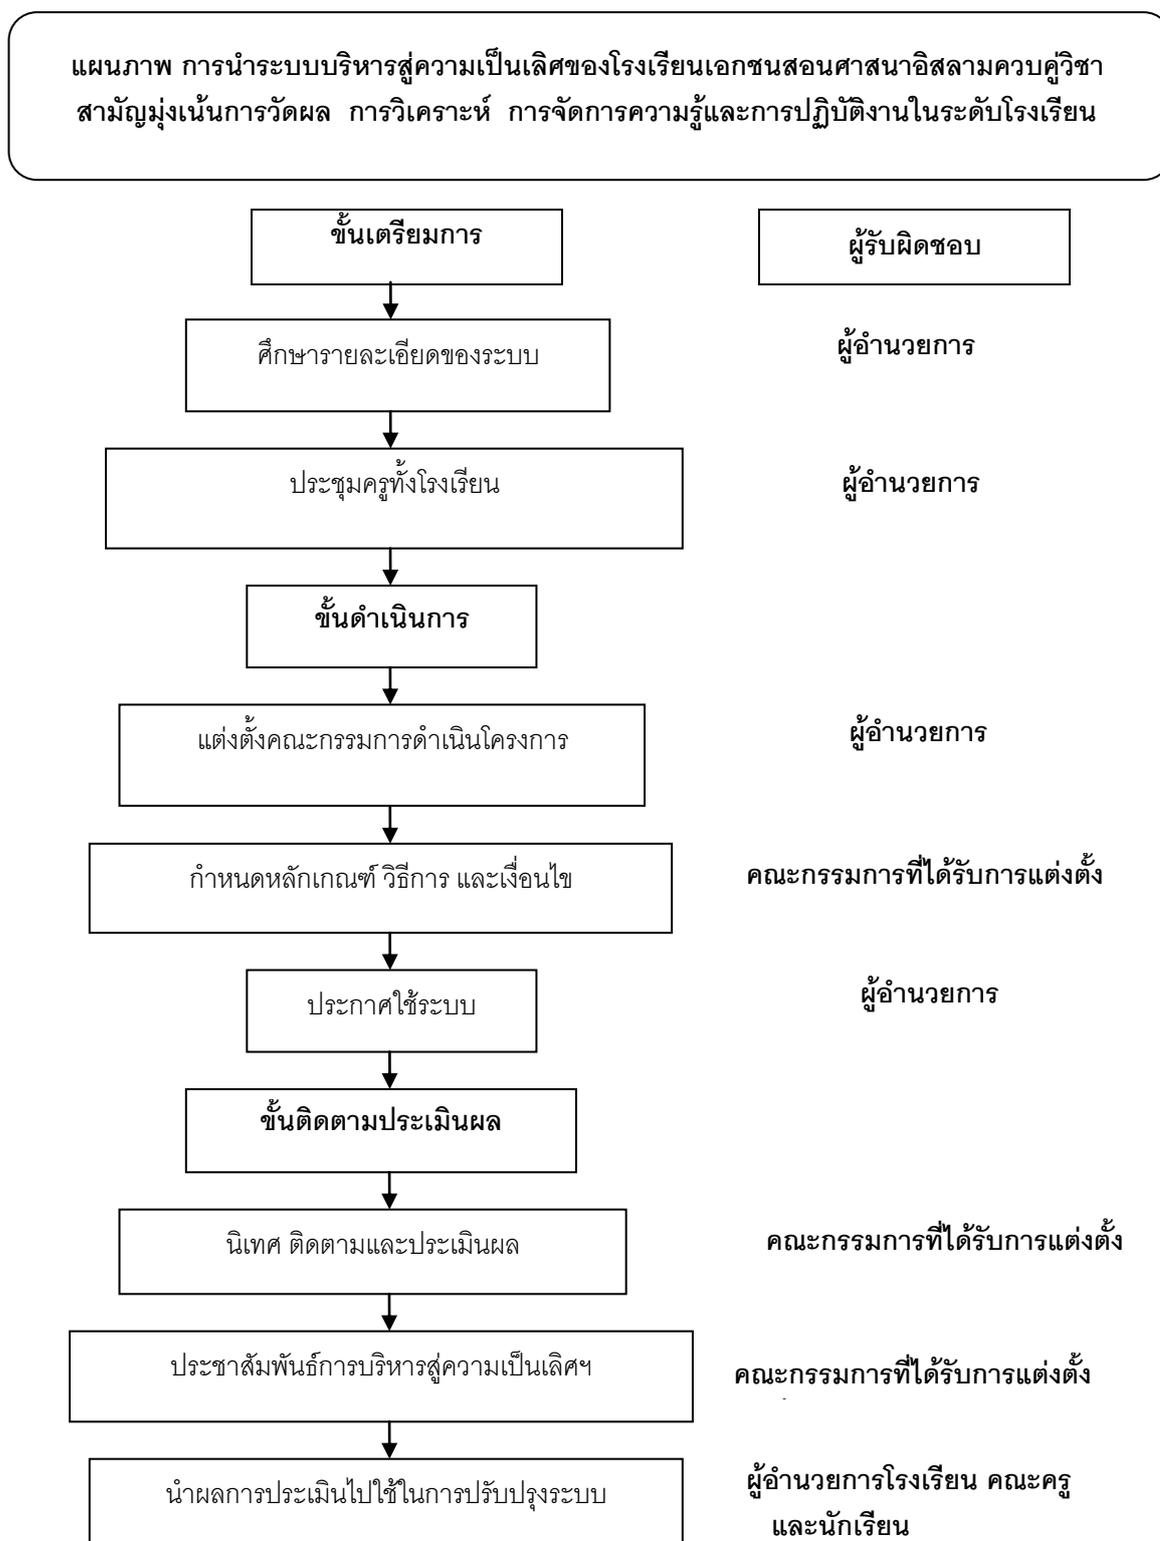 แผนภาพ การนำระบบบริหารสู่ความเป็นเลิศของโรงเรียนเอกชนสอนศาสนาอิสลามควบคู่วิชา
สามัญมุ่งเน้นการวัดผล การวิเคราะห์ การจัดการความรู้และการปฏิบัติงานในระดับโรงเรียน
ขั้นเตรียมการ
ผู้รับผิดชอบ
ศึกษารายละเอียดของระบบ
ผู้อำนวยการ
ประชุมครูทั้งโรงเรียน
ผู้อำนวยการ
ขั้นดำเนินการ
แต่งตั้งคณะกรรมการดำเนินโครงการ
ผู้อำนวยการ
กำหนดหลักเกณฑ์ วิธีการ และเงื่อนไข
คณะกรรมการที่ได้รับการแต่งตั้ง
ประกาศใช้ระบบ
ผู้อำนวยการ
ขั้นติดตามประเมินผล
นิเทศ ติดตามและประเมินผล
คณะกรรมการที่ได้รับการแต่งตั้ง
ประชาสัมพันธ์การบริหารสู่ความเป็นเลิศฯ
คณะกรรมการที่ได้รับการแต่งตั้ง
นำผลการประเมินไปใช้ในการปรับปรุงระบบ
ผู้อำนวยการโรงเรียน คณะครู
และนักเรียน